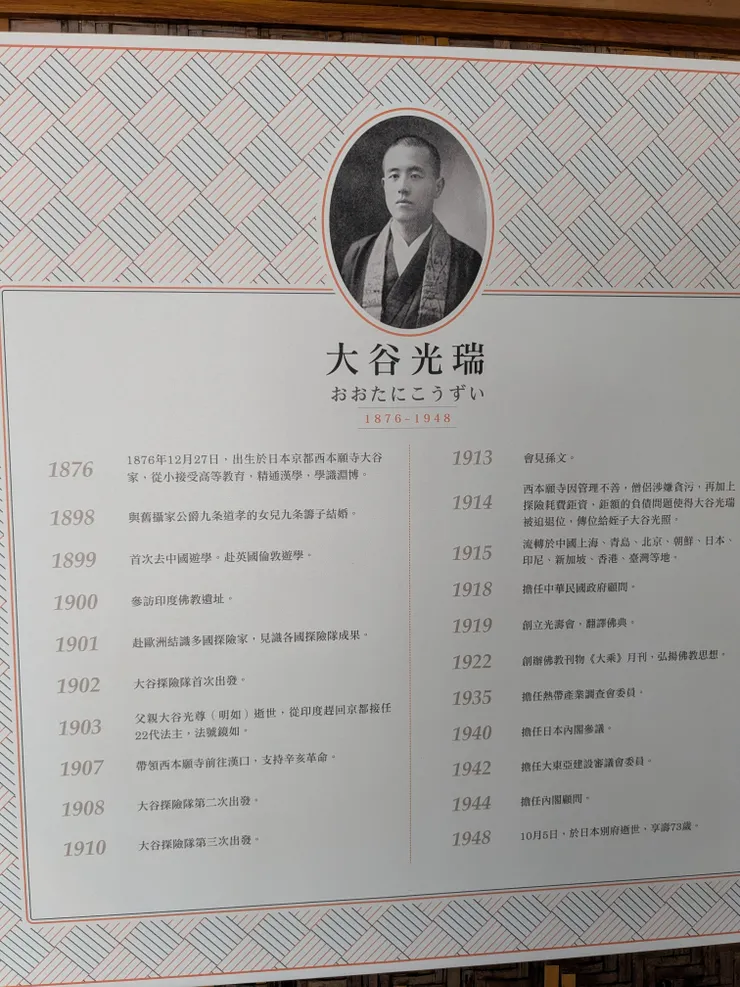 大谷光瑞
おおたにこうずい
1876-1948
1876
1876年12月27日，出生於日本京都西本願寺大谷
家，從小接受高等教育，精通漢學，學識淵博。
1898
與舊攝家公爵九条道孝的女兒九条籌子結婚。
1899
首次去中國遊學。赴英國倫敦遊學。
1900
參訪印度佛教遺址。
1901
赴歐洲結識多國探險家，見識各國探險隊成果。
1902
大谷探險隊首次出發。
1903
父親大谷光尊（明如）逝世，從印度趕回京都接任
22代法主，法號鏡如。
1907
帶領西本願寺前往漢口，支持辛亥革命。
1908
大谷探險隊第二次出發。
1910
大谷探險隊第三次出發。
1913
會見孫文。
1914
西本願寺因管理不善，僧侶涉嫌貪污，再加上
探險耗費距資，鉅額的負債問題使得大谷光瑞
被迫退位，傳位給姪子大谷光照。
1915
流轉於中國上海、青島、北京、朝鮮、日本、
印尼、新加坡、香港、臺灣等地。
1918
擔任中華民國政府顧問。
1919
創立光壽會，翻譯佛典。
1922
創辦佛教刊物《大乘》月刊，弘揚佛教思想。
1935
擔任熱帶產業調查會委員。
1940
擔任日本內閣參議。
1942
擔任大東亞建設審議會委員。
1944
擔任內閣顧問。
1948
10月5日，於日本別府逝世，享壽73歲。